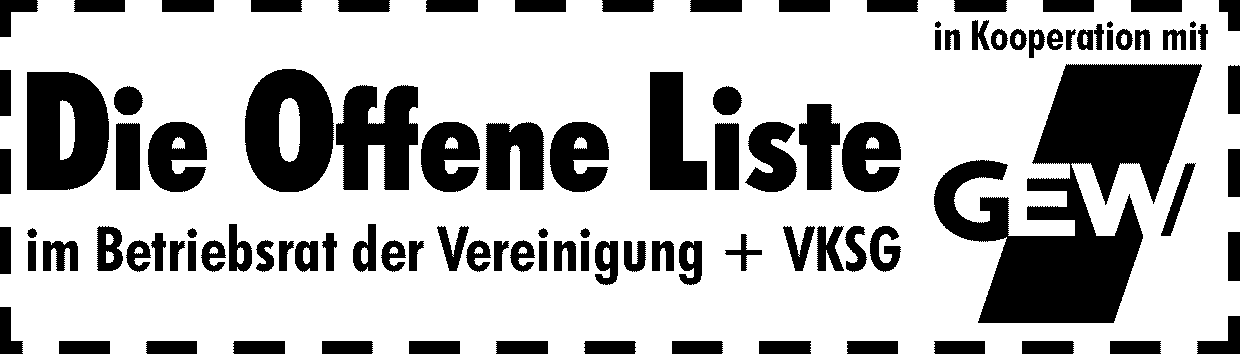 in Kooperation mit
Die Offene Liste
GEW
im Betriebsrat der Vereinigung + VKSG